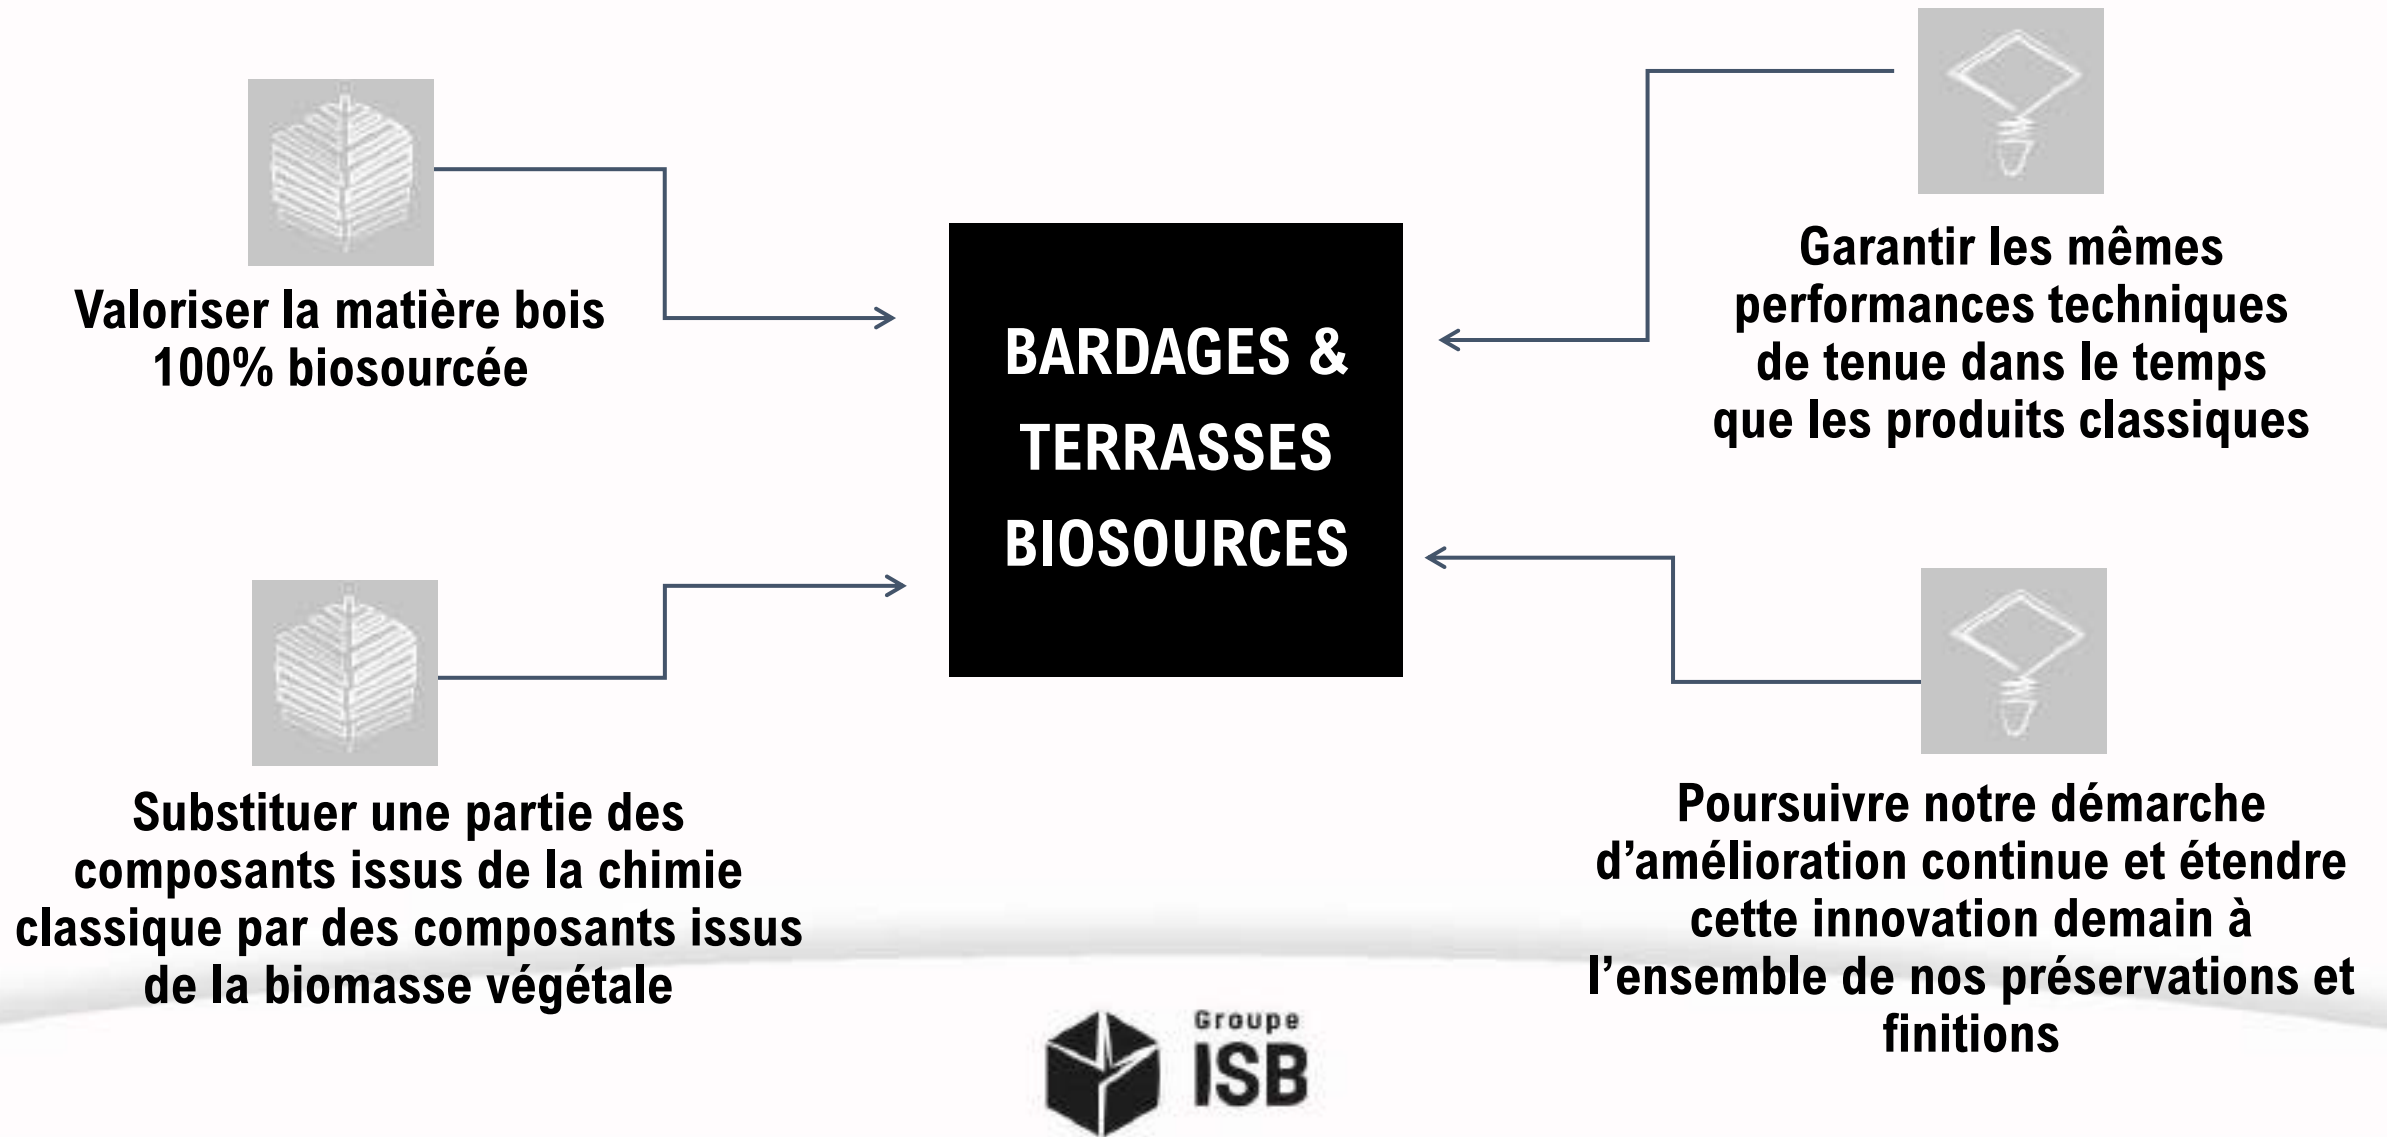 Valoriser la matière bois
100% biosourcée
Substituer une partie des
composants issus de la chimie
classique par des composants issus
de la biomasse végétale
BARDAGES &
TERRASSES
BIOSOURCES
Garantir les mêmes
performances techniques
de tenue dans le temps
que les produits classiques
Poursuivre notre démarche
d’amélioration continue et étendre
cette innovation demain à
l’ensemble de nos préservations et
finitions
Groupe
ISB